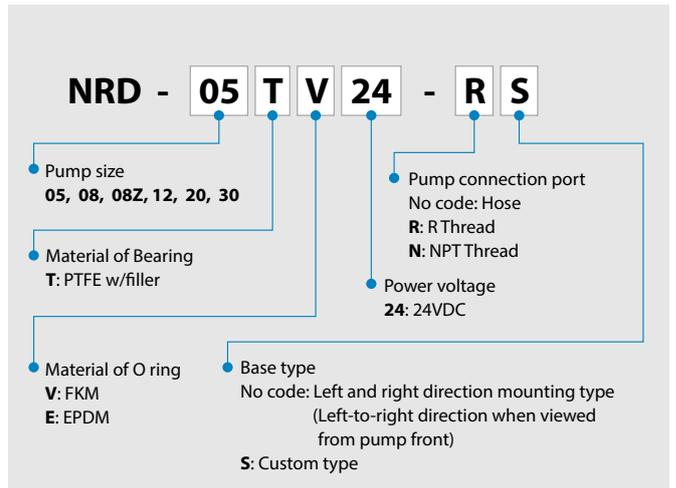 NRD - 05 T V 24 - R S
Pump size
05, 08, 08Z, 12, 20, 30
Material of Bearing
T: PTFE w/filler
Pump connection port
No code: Hose
R: R Thread
N: NPT Thread
Power voltage
24: 24VDC
Material of O ring
V: FKM
E: EPDM
Base type
No code: Left and right direction mounting type
(Left-to-right direction when viewed
from pump front)
S: Custom type